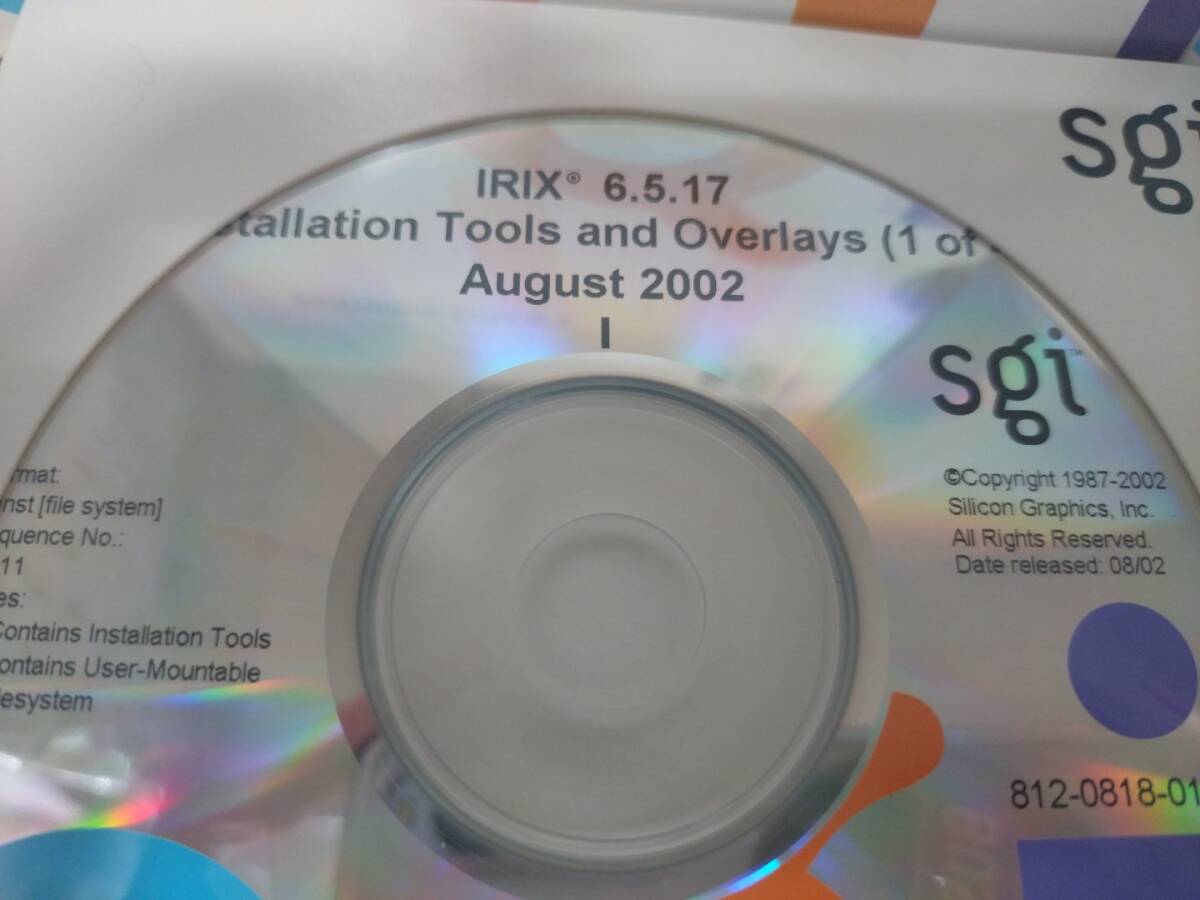 sgi
IRIX® 6.5.17
stallation Tools and Overlays (1 of
August 2002
sgi™
rmat:
inst [file system]
quence No.:
11
es:
Contains Installation Tools
ontains User-Mountable
lesystem
©Copyright 1987-2002
Silicon Graphics, Inc.
All Rights Reserved.
Date released: 08/02
812-0818-01